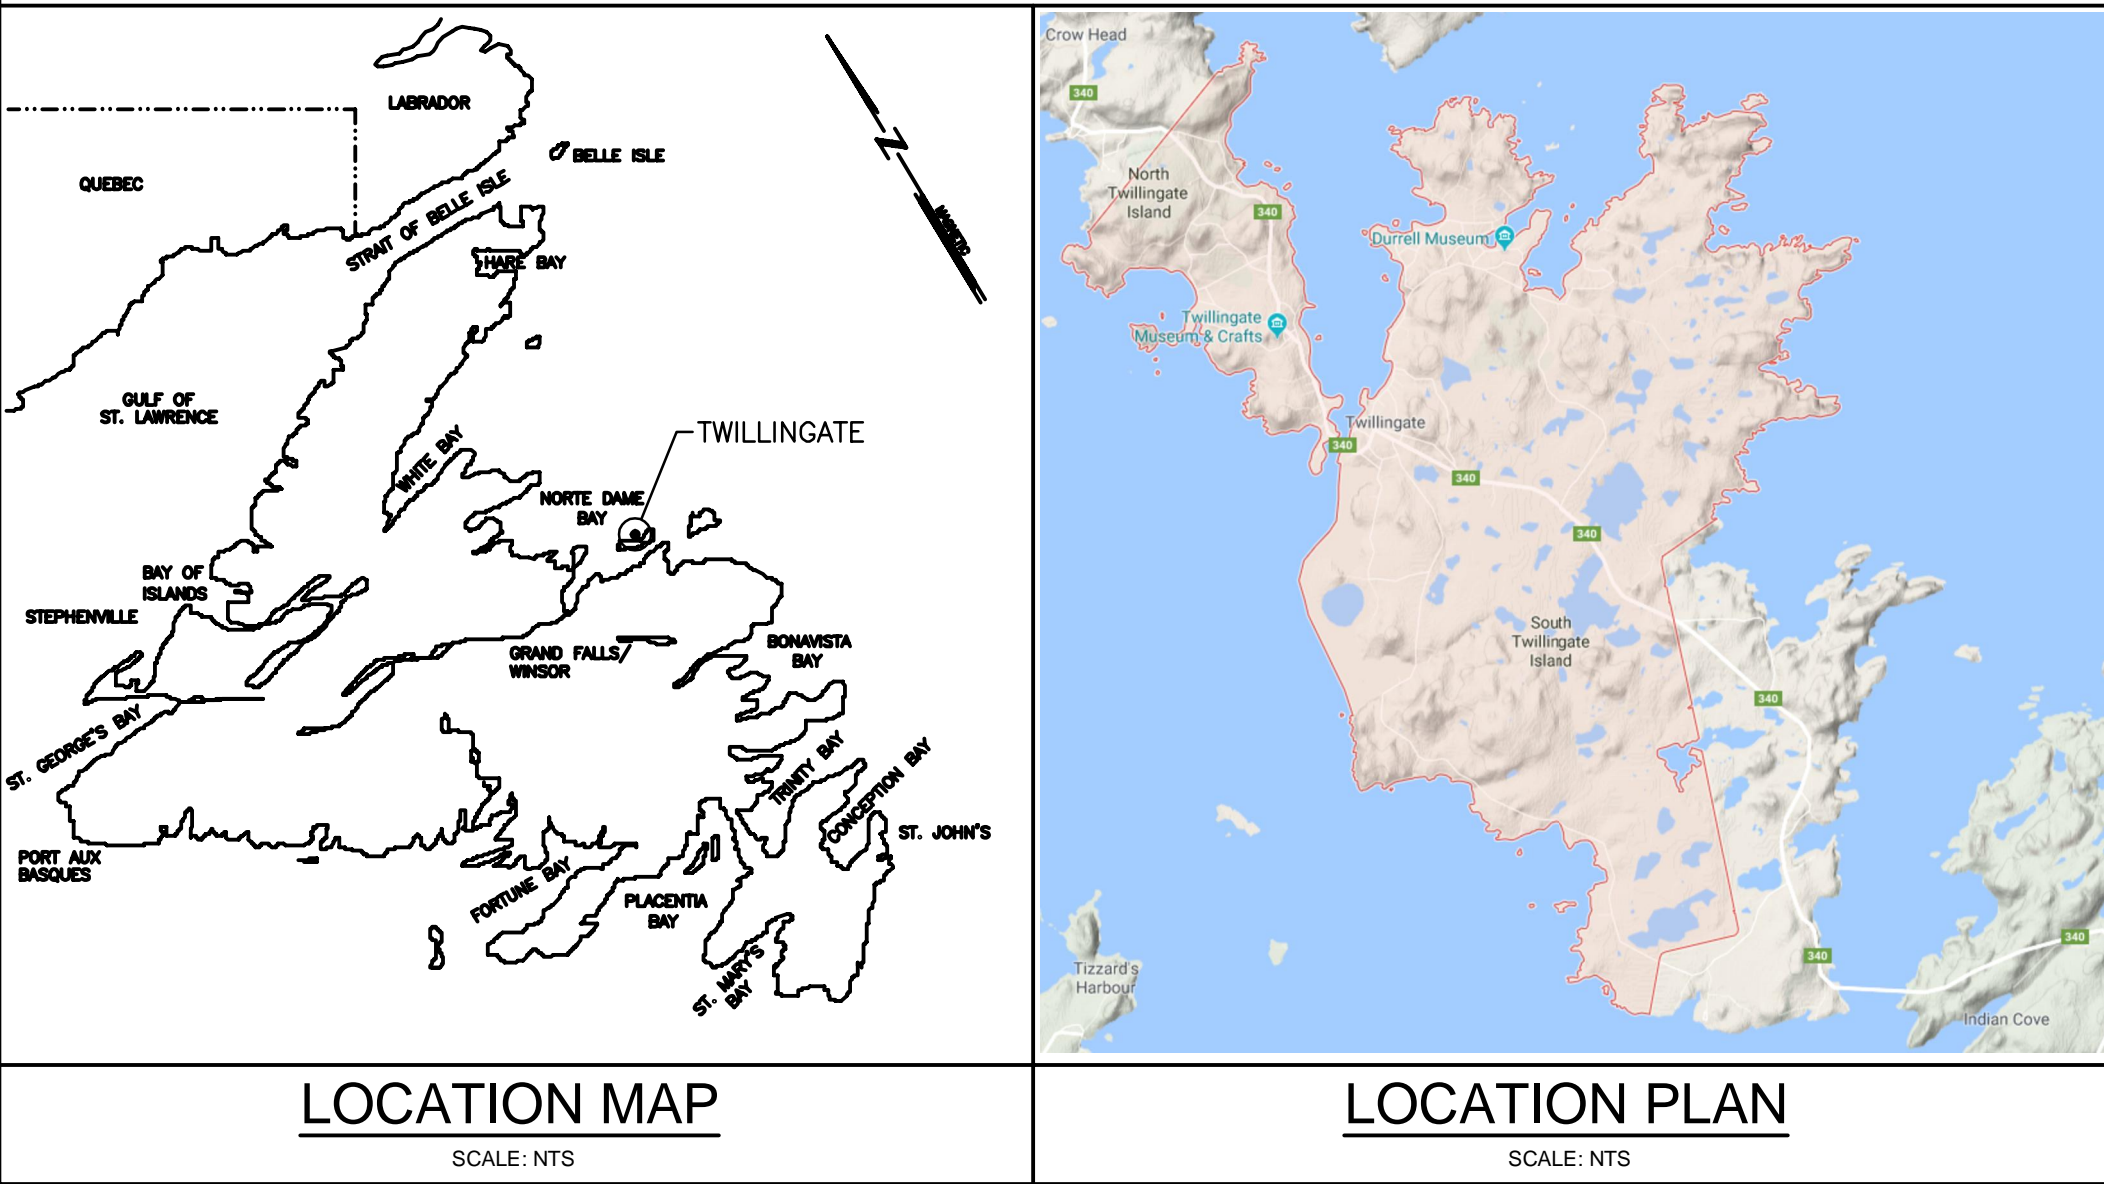 LABRADOR
BELLE ISLE
QUEBEC
STRAIT OF BELLE ISLE
HARE BAY
N
MAGNETIC
GULF OF
ST. LAWRENCE
WHITE BAY
TWILLINGATE
NORTE DAME
BAY
BAY OF
ISLANDS
STEPHENVILLE
GRAND FALLS/
WINSOR
BONAVISTA
BAY
ST. GEORGE'S BAY
TRINITY BAY
CONCEPTION BAY
ST. JOHN'S
PORT AUX
BASQUES
FORTUNE BAY
PLACENTIA
BAY
ST. MARY'S
BAY
LOCATION MAP
SCALE: NTS
Crow Head
340
North
Twillingate
Island
340
Durrell Museum
Twillingate
Museum & Crafts
Twillingate
340
340
340
South
Twillingate
Island
340
340
340
Tizzard's
Harbour
Indian Cove
LOCATION PLAN
SCALE: NTS